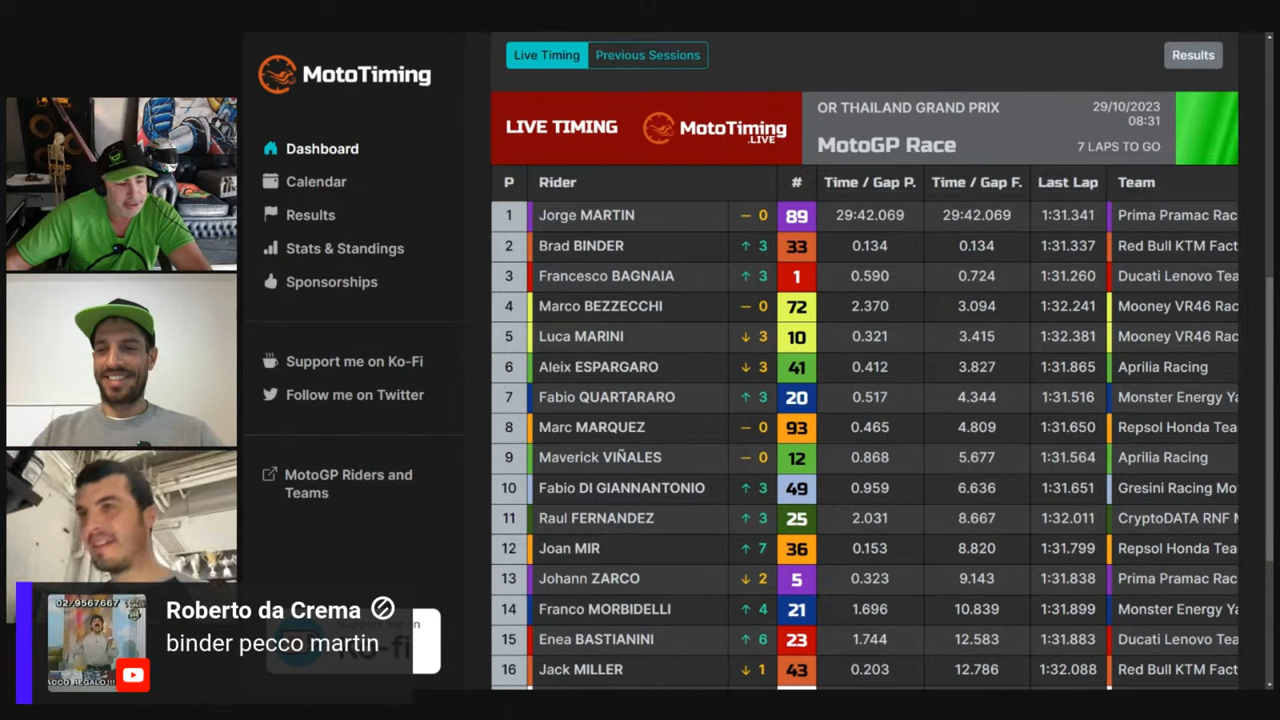 MotoTiming
Dashboard
Calendar
Results
Stats & Standings
Sponsorships
Support me on Ko-Fi
Follow me on Twitter
MotoGP Riders and
Teams
Live Timing Previous Sessions Results
LIVE TIMING MotoTiming .LIVE
OR THAILAND GRAND PRIX 29/10/2023
08:31
MotoGP Race 7 LAPS TO GO
P Rider # Time / Gap P. Time / Gap F. Last Lap Team
1 Jorge MARTIN – 0 89 29:42.069 29:42.069 1:31.341 Prima Pramac Rac
2 Brad BINDER ↑ 3 33 0.134 0.134 1:31.337 Red Bull KTM Fact
3 Francesco BAGNAIA ↑ 3 1 0.590 0.724 1:31.260 Ducati Lenovo Tea
4 Marco BEZZECCHI – 0 72 2.370 3.094 1:32.241 Mooney VR46 Rac
5 Luca MARINI ↓ 3 10 0.321 3.415 1:32.381 Mooney VR46 Rac
6 Aleix ESPARGARO ↓ 3 41 0.412 3.827 1:31.865 Aprilia Racing
7 Fabio QUARTARARO ↑ 3 20 0.517 4.344 1:31.516 Monster Energy Ya
8 Marc MARQUEZ – 0 93 0.465 4.809 1:31.650 Repsol Honda Tea
9 Maverick VIÑALES – 0 12 0.868 5.677 1:31.564 Aprilia Racing
10 Fabio DI GIANNANTONIO ↑ 3 49 0.959 6.636 1:31.651 Gresini Racing Mo
11 Raul FERNANDEZ ↑ 3 25 2.031 8.667 1:32.011 CryptoDATA RNF M
12 Joan MIR ↑ 7 36 0.153 8.820 1:31.799 Repsol Honda Tea
13 Johann ZARCO ↓ 2 5 0.323 9.143 1:31.838 Prima Pramac Rac
14 Franco MORBIDELLI ↑ 4 21 1.696 10.839 1:31.899 Monster Energy Ya
15 Enea BASTIANINI ↑ 6 23 1.744 12.583 1:31.883 Ducati Lenovo Tea
16 Jack MILLER ↓ 1 43 0.203 12.786 1:32.088 Red Bull KTM Fact
02/9567667
ACCO REGALO!!!
Roberto da Crema
binder pecco martin